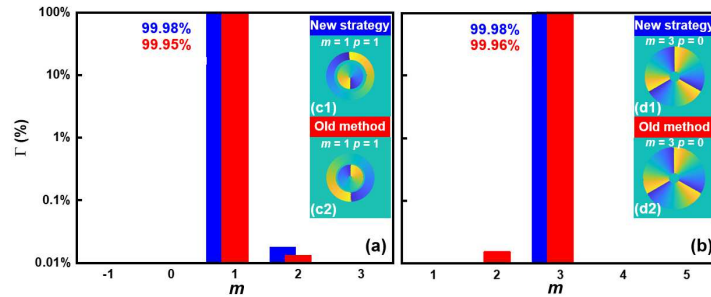 100%
10%
1%
0.1%
0.01%
Γ (%)
99.98%
99.95%
New strategy
m = 1 p = 1
(c1)
Old method
m = 1 p = 1
(c2)
(a)
-1 0 1 2 3
m
99.98%
99.96%
New strategy
m = 3 p = 0
(d1)
Old method
m = 3 p = 0
(d2)
(b)
1 2 3 4 5
m